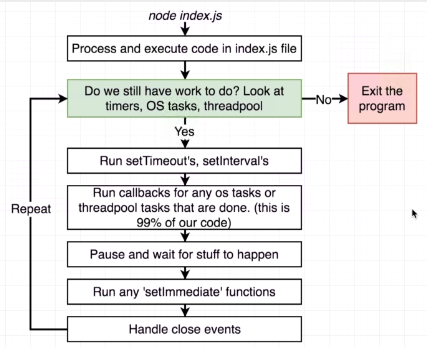 node index.js
Process and execute code in index.js file
Do we still have work to do? Look at
timers, OS tasks, threadpool
No
Exit the
program
Yes
Run setTimeout's, setInterval's
Run callbacks for any os tasks or
threadpool tasks that are done. (this is
99% of our code)
Repeat
Pause and wait for stuff to happen
Run any 'setImmediate' functions
Handle close events